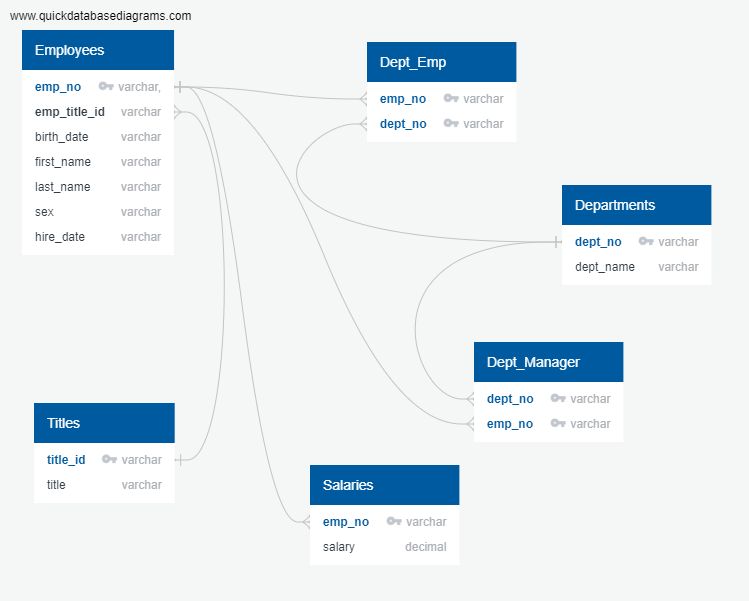 www.quickdatabasediagrams.com
Employees
emp_no varchar,
emp_title_id varchar
birth_date varchar
first_name varchar
last_name varchar
sex varchar
hire_date varchar
Dept_Emp
emp_no varchar
dept_no varchar
Departments
dept_no varchar
dept_name varchar
Dept_Manager
dept_no varchar
emp_no varchar
Titles
title_id varchar
title varchar
Salaries
emp_no varchar
salary decimal